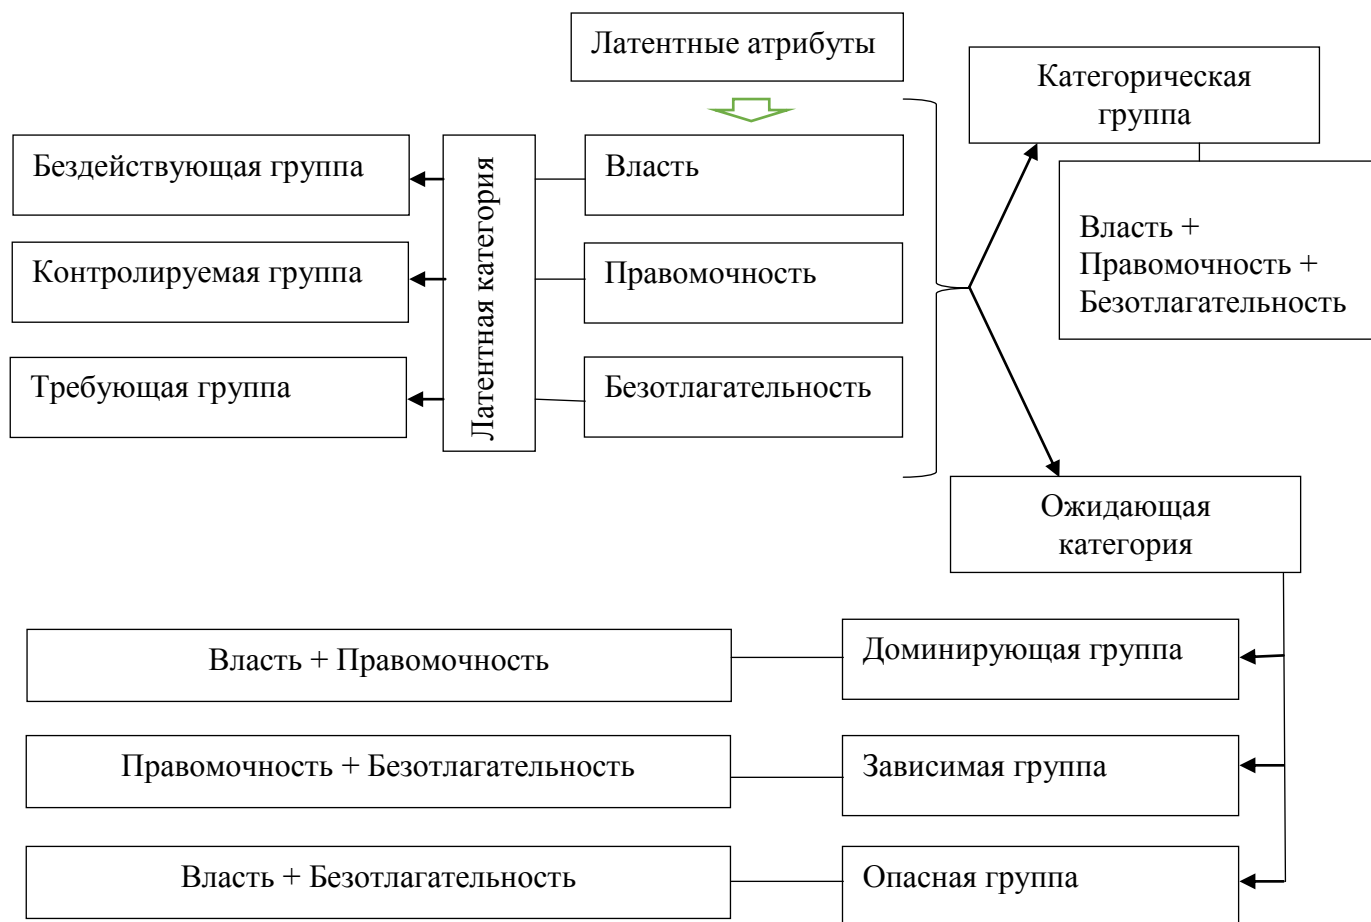 Латентные атрибуты
Категорическая
группа
Бездействующая группа
Латентная категория
Власть
Власть +
Правомочность +
Безотлагательность
Контролируемая группа
Правомочность
Требующая группа
Безотлагательность
Ожидающая
категория
Власть + Правомочность
Доминирующая группа
Правомочность + Безотлагательность
Зависимая группа
Власть + Безотлагательность
Опасная группа